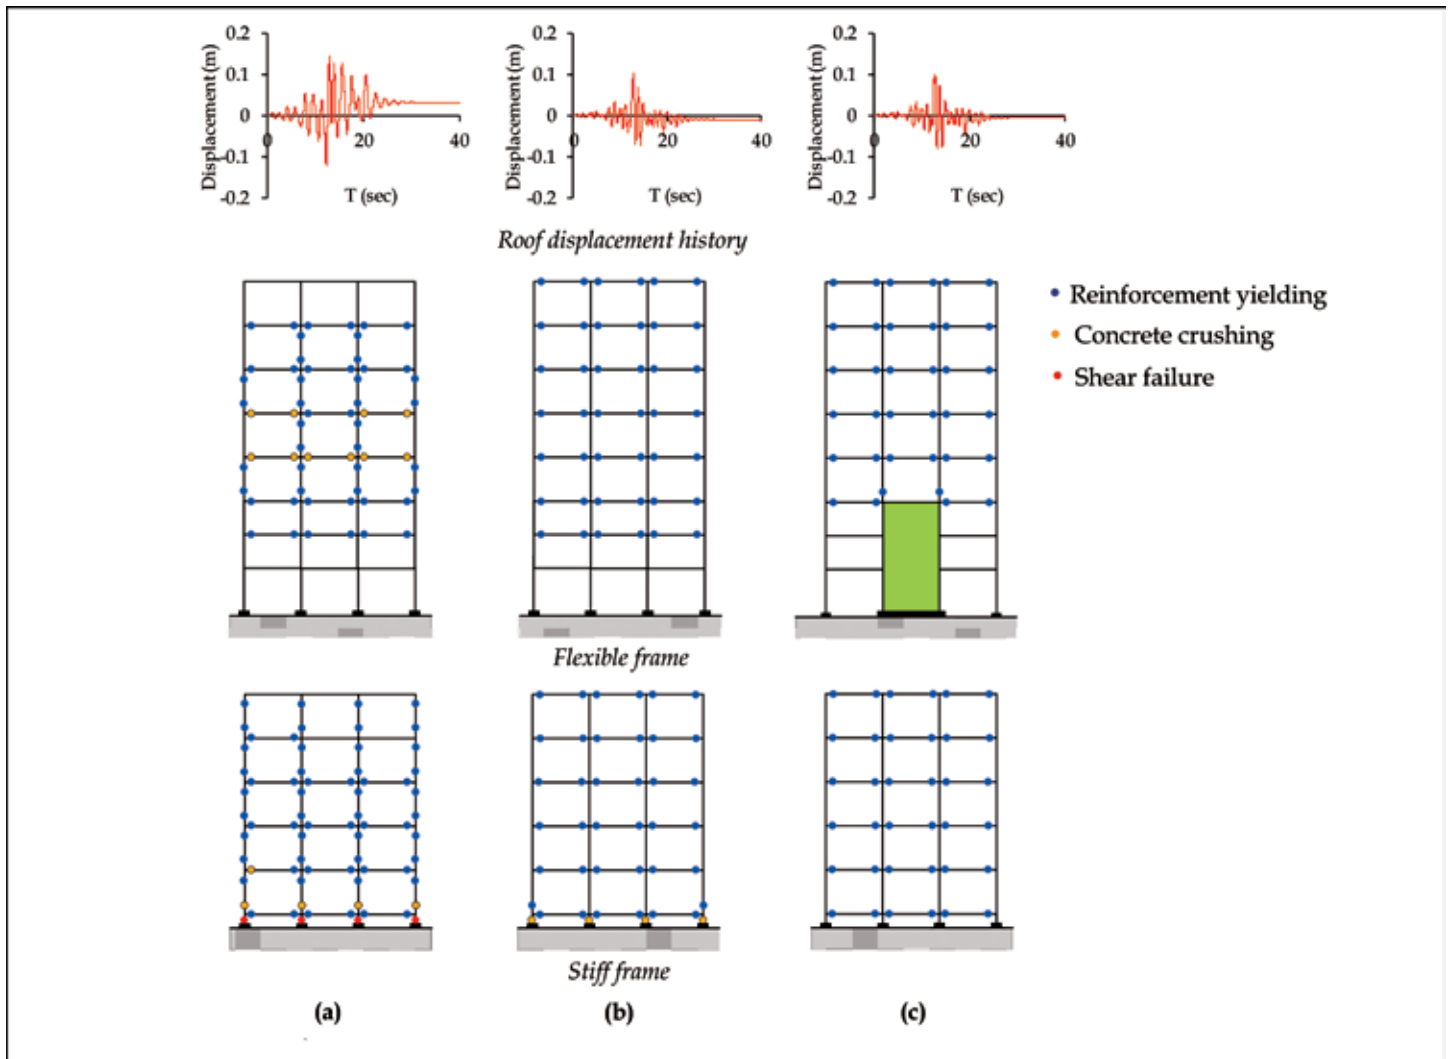 0.2
0.1
0
-0.1
-0.2
Displacement (m)
0
20
40
T (sec)
0.2
0.1
0
-0.1
-0.2
Displacement (m)
0
20
40
T (sec)
0.2
0.1
0
-0.1
-0.2
Displacement (m)
0
20
40
T (sec)
Roof displacement history
Reinforcement yielding
Concrete crushing
Shear failure
Flexible frame
Stiff frame
(a)
(b)
(c)